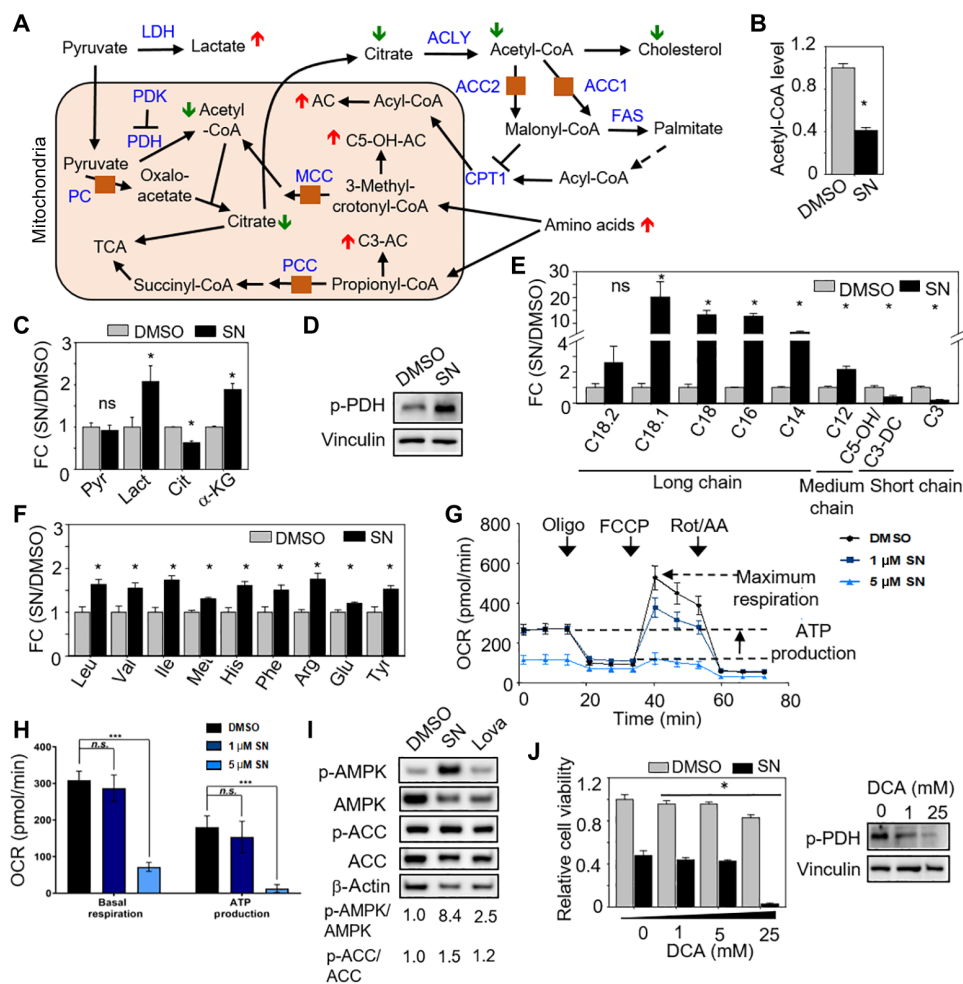 A
Pyruvate
LDH
Lactate
Citrate
ACLY
Acetyl-CoA
Cholesterol
ACC2
ACC1
Malonyl-CoA
FAS
Palmitate
CPT1
Acyl-CoA
Amino acids
Mitochondria
PDK
PDH
Acetyl
-CoA
AC
Acyl-CoA
C5-OH-AC
Pyruvate
PC
Oxalo-
acetate
MCC
3-Methyl-
crotonyl-CoA
Citrate
C3-AC
TCA
PCC
Succinyl-CoA
Propionyl-CoA
B
Acetyl-CoA level
1.2
0.8
0.4
0
*
DMSO
SN
C
FC (SN/DMSO)
DMSO
SN
3
2
1
0
ns
*
*
*
Pyr
Lact
Cit
α-KG
D
DMSO
SN
p-PDH
Vinculin
E
FC (SN/DMSO)
DMSO
SN
30
20
10
4
2
0
ns
*
*
*
*
*
*
*
C18.2
C18.1
C18
C16
C14
C12
C5-OH/
C3-DC
C3
Long chain
Medium
chain
Short chain
F
FC (SN/DMSO)
DMSO
SN
3
2
1
0
*
*
*
*
*
*
*
*
*
Leu
Val
Ile
Met
His
Phe
Arg
Glu
Tyr
G
OCR (pmol/min)
800
600
400
200
0
Oligo
FCCP
Rot/AA
DMSO
1 µM SN
5 µM SN
Maximum
respiration
ATP
production
0
20
40
60
80
Time (min)
H
OCR (pmol/min)
400
300
200
100
0
DMSO
1 µM SN
5 µM SN
***
n.s.
***
n.s.
Basal
respiration
ATP
production
I
DMSO
SN
Lova
p-AMPK
AMPK
p-ACC
ACC
β-Actin
p-AMPK/
AMPK
1.0 8.4 2.5
p-ACC/
ACC
1.0 1.5 1.2
J
Relative cell viability
DMSO
SN
1.2
0.8
0.4
0
*
0
1
5
25
DCA (mM)
DCA (mM)
0 1 25
p-PDH
Vinculin